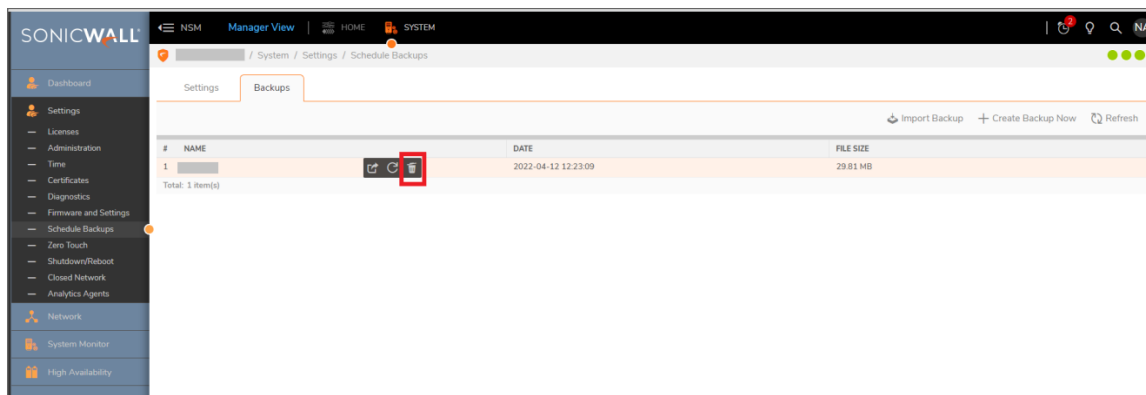 SONICWALL
NSM Manager View HOME SYSTEM 2 NA
/ System / Settings / Schedule Backups
Dashboard
Settings
Licenses
Administration
Time
Certificates
Diagnostics
Firmware and Settings
Schedule Backups
Zero Touch
Shutdown/Reboot
Closed Network
Analytics Agents
Network
System Monitor
High Availability
Settings Backups
Import Backup Create Backup Now Refresh
# NAME DATE FILE SIZE
1 2022-04-12 12:23:09 29.81 MB
Total: 1 item(s)